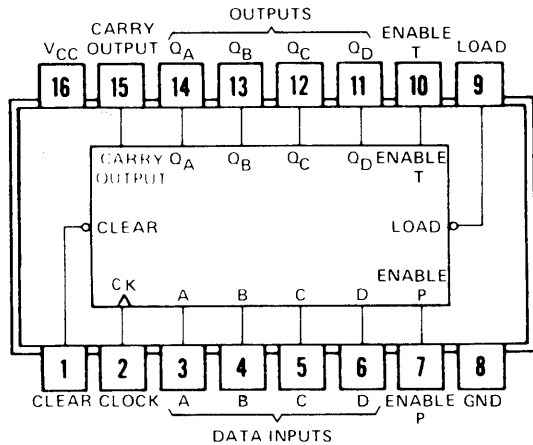 OUTPUTS
CARRY ENABLE
VCC OUTPUT QA QB QC QD T LOAD
16 15 14 13 12 11 10 9
CARRY QA QB QC QD ENABLE
OUTPUT T
CLEAR LOAD
CK ENABLE
A B C D P
1 2 3 4 5 6 7 8
CLEAR CLOCK A B C D ENABLE GND
P
DATA INPUTS